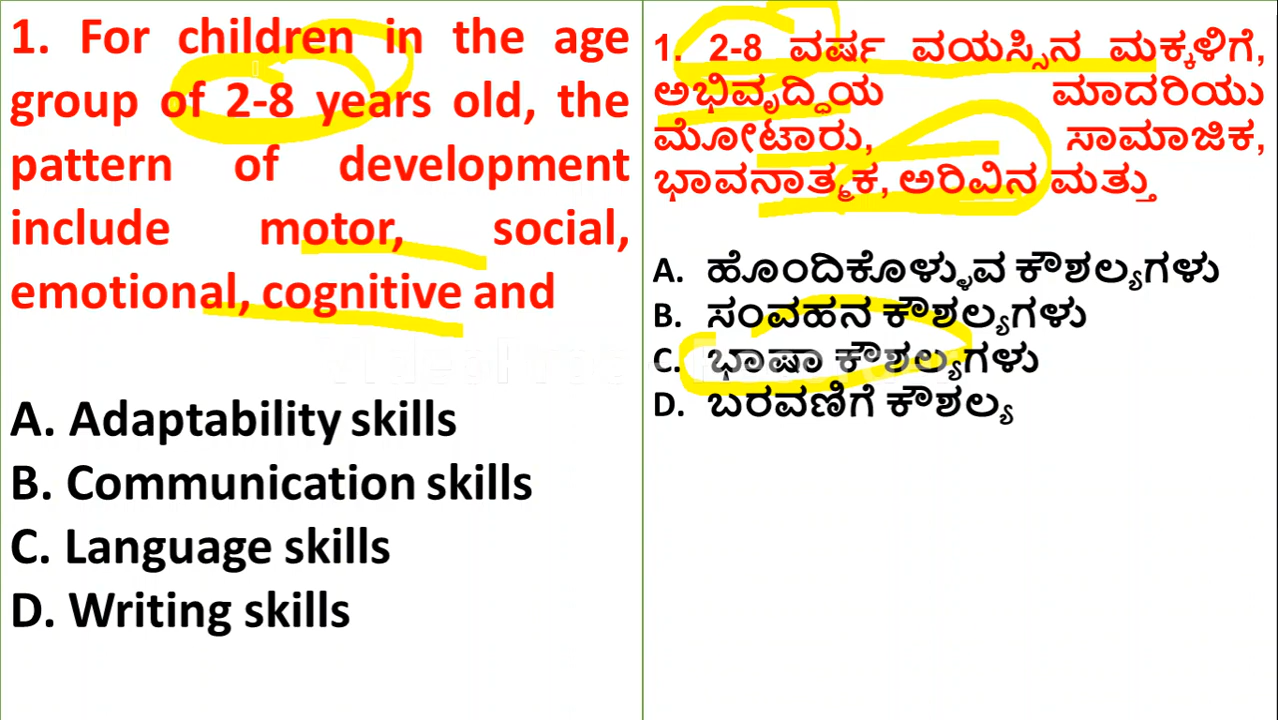 1. For children in the age
group of 2-8 years old, the
pattern of development
include motor, social,
emotional, cognitive and
A. Adaptability skills
B. Communication skills
C. Language skills
D. Writing skills
1. 2-8 ವರ್ಷ ವಯಸ್ಸಿನ ಮಕ್ಕಳಿಗೆ,
ಅಭಿವೃದ್ಧಿಯ ಮಾದರಿಯು
ಮೋಟಾರು, ಸಾಮಾಜಿಕ,
ಭಾವನಾತ್ಮಕ, ಅರಿವಿನ ಮತ್ತು
A. ಹೊಂದಿಕೊಳ್ಳುವ ಕೌಶಲ್ಯಗಳು
B. ಸಂವಹನ ಕೌಶಲ್ಯಗಳು
C. ಭಾಷಾ ಕೌಶಲ್ಯಗಳು
D. ಬರವಣಿಗೆ ಕೌಶಲ್ಯ